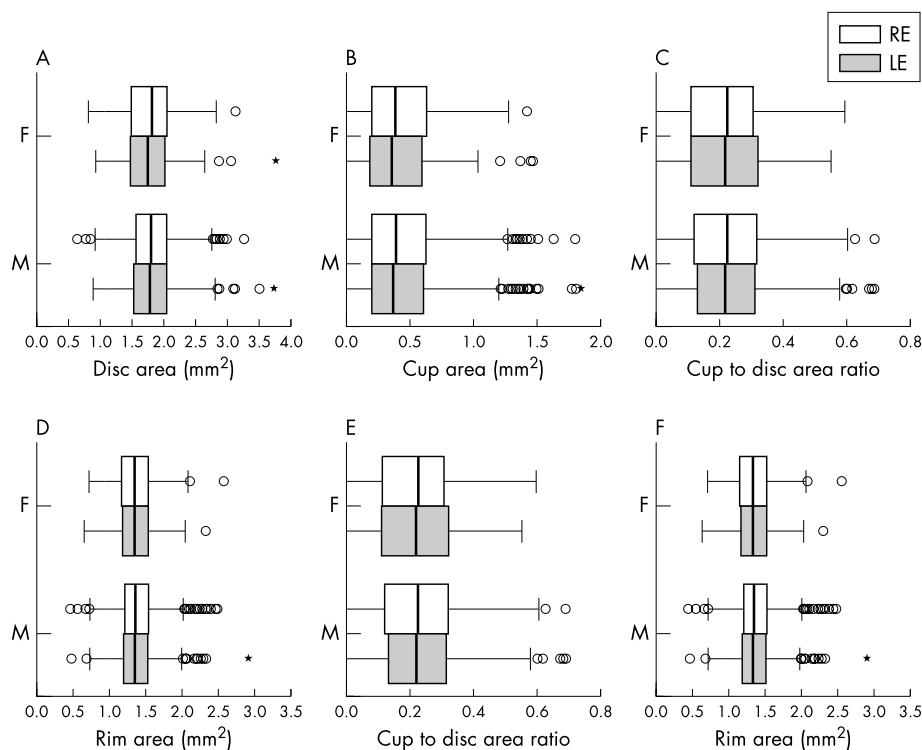 RE
LE
A
B
C
F
M
0.0 0.5 1.0 1.5 2.0 2.5 3.0 3.5 4.0
Disc area (mm²)
0.0 0.5 1.0 1.5 2.0
Cup area (mm²)
0.0 0.2 0.4 0.6 0.8
Cup to disc area ratio
F
M
F
M
D
E
F
F
M
0.0 0.5 1.0 1.5 2.0 2.5 3.0 3.5
Rim area (mm²)
F
M
0.0 0.2 0.4 0.6 0.8
Cup to disc area ratio
F
M
0.0 0.5 1.0 1.5 2.0 2.5 3.0 3.5
Rim area (mm²)